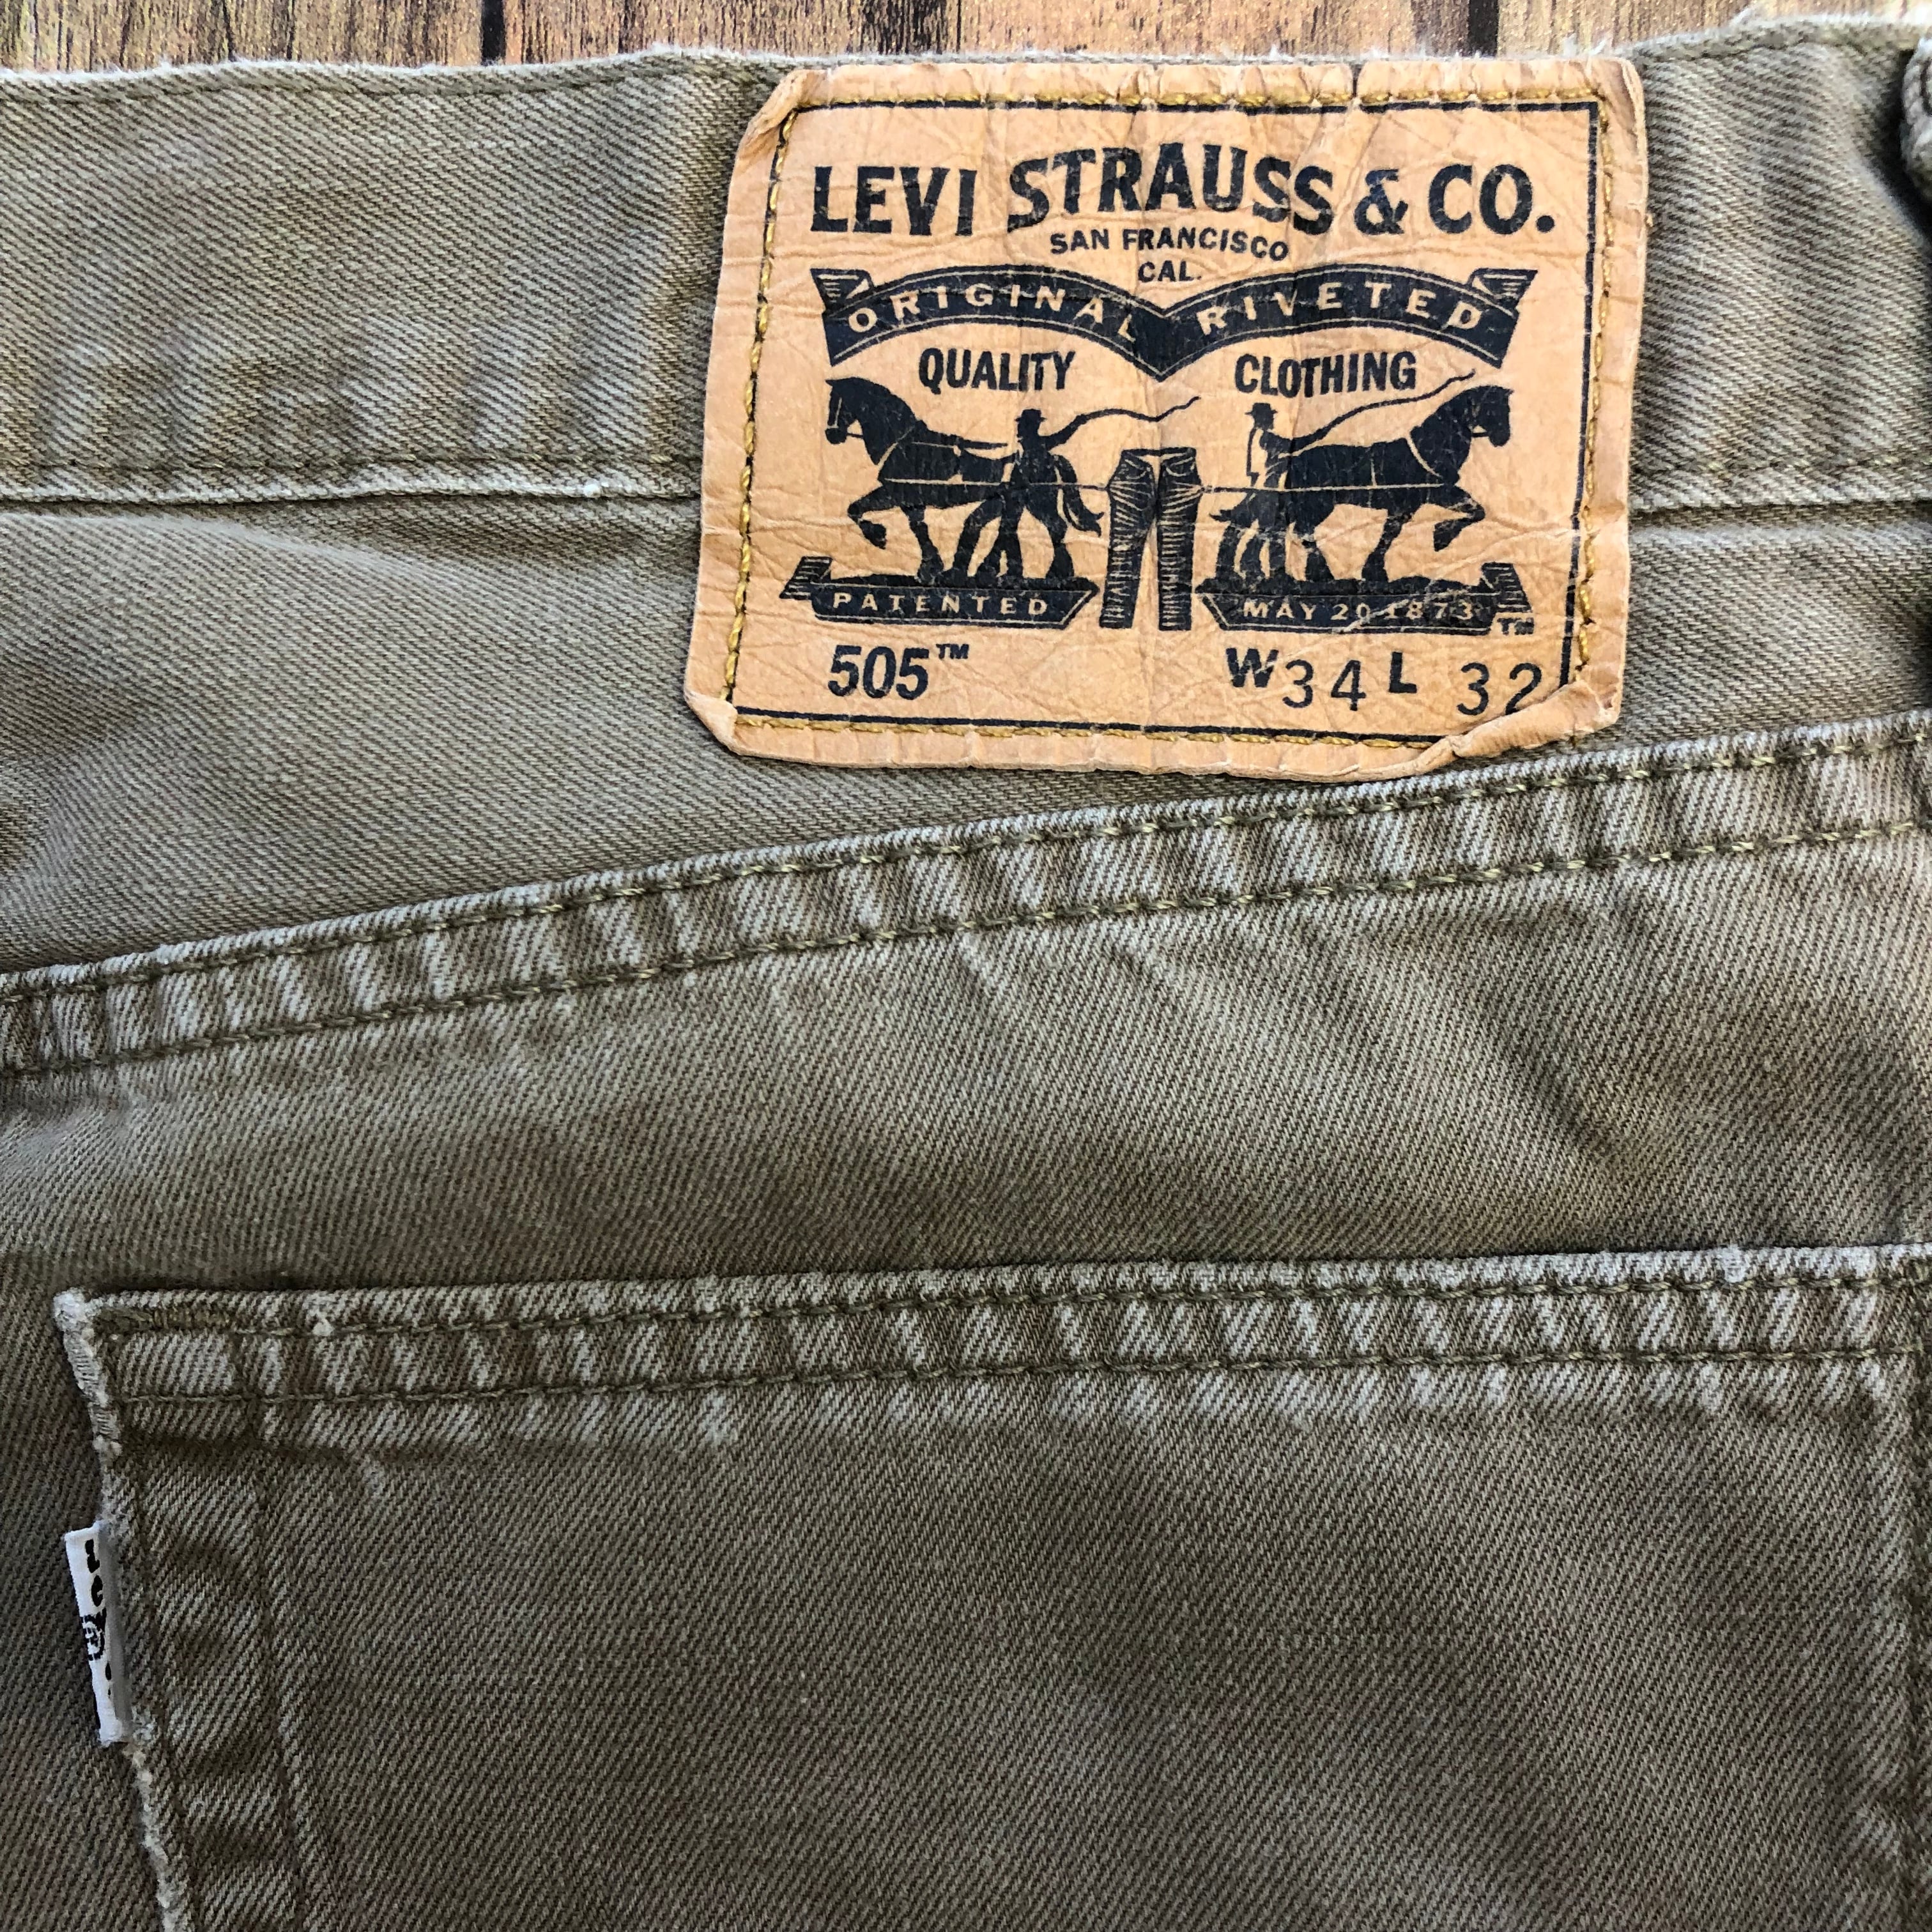 LEVI STRAUSS & CO.
SAN FRANCISCO
CAL.
ORIGINAL RIVETED
QUALITY CLOTHING
PATENTED MAY 20 1873 TM
505™ W34 L 32